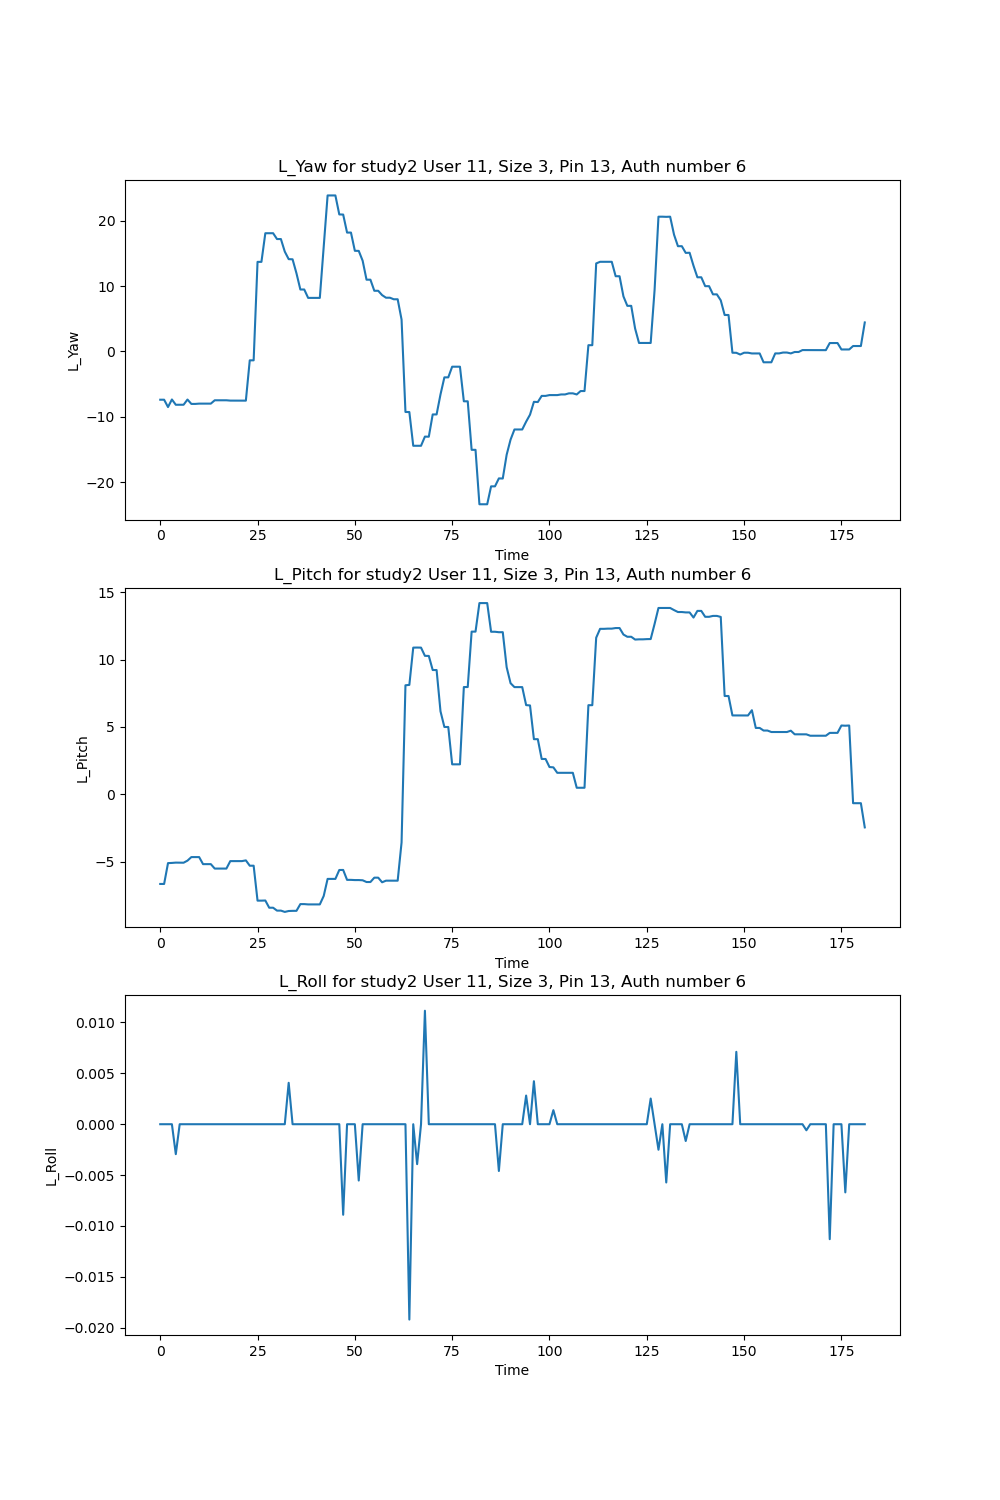 L_Yaw for study2 User 11, Size 3, Pin 13, Auth number 6
L_Yaw
20
10
0
−10
−20
0 25 50 75 100 125 150 175
Time
L_Pitch for study2 User 11, Size 3, Pin 13, Auth number 6
L_Pitch
15
10
5
0
−5
0 25 50 75 100 125 150 175
Time
L_Roll for study2 User 11, Size 3, Pin 13, Auth number 6
L_Roll
0.010
0.005
0.000
−0.005
−0.010
−0.015
−0.020
0 25 50 75 100 125 150 175
Time